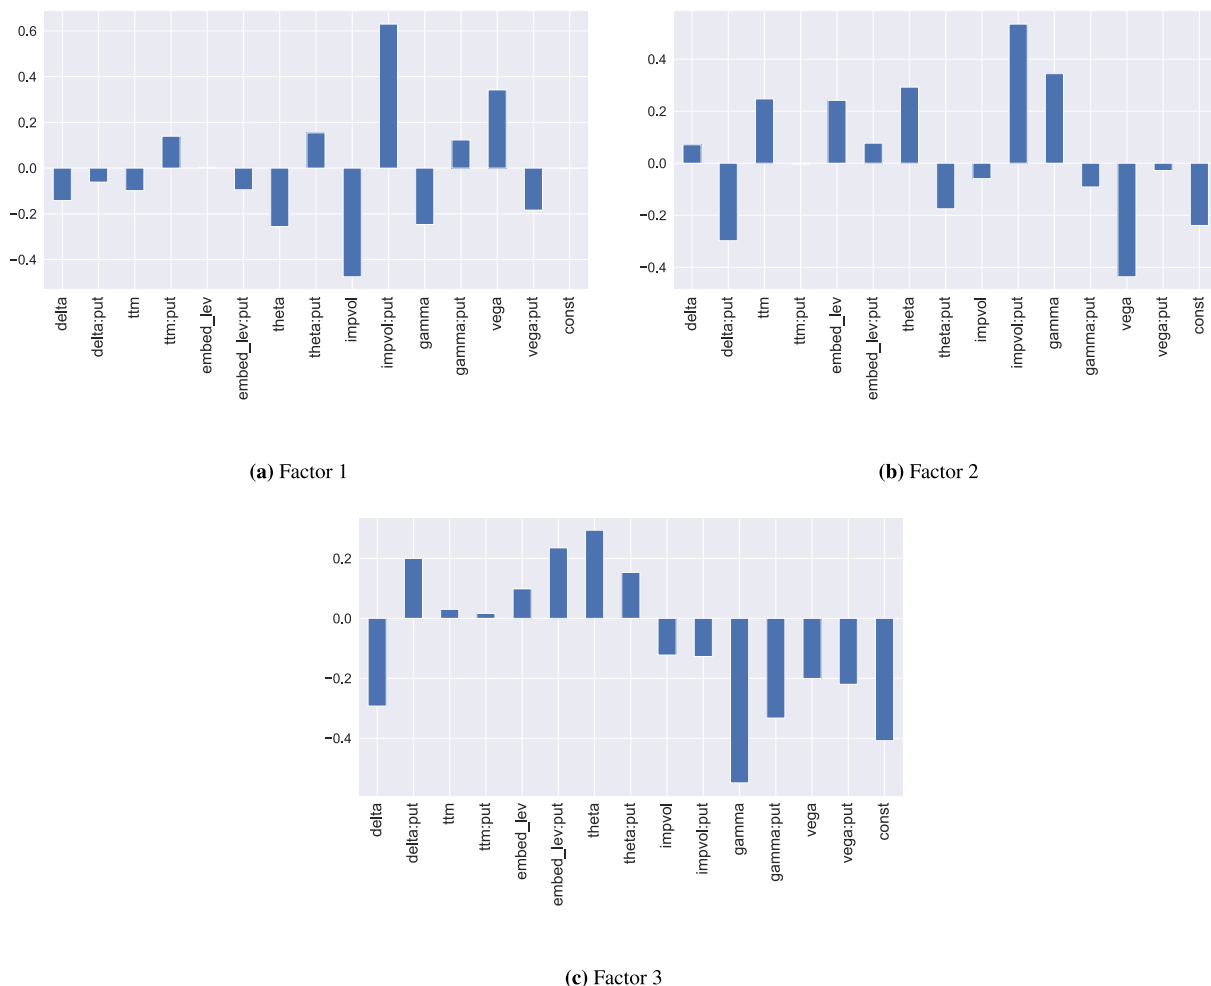 0.6
0.4
0.2
0.0
−0.2
−0.4
delta
delta:put
ttm
ttm:put
embed_lev
embed_lev:put
theta
theta:put
impvol
impvol:put
gamma
gamma:put
vega
vega:put
const
(a) Factor 1
0.4
0.2
0.0
−0.2
−0.4
delta
delta:put
ttm
ttm:put
embed_lev
embed_lev:put
theta
theta:put
impvol
impvol:put
gamma
gamma:put
vega
vega:put
const
(b) Factor 2
0.2
0.0
−0.2
−0.4
delta
delta:put
ttm
ttm:put
embed_lev
embed_lev:put
theta
theta:put
impvol
impvol:put
gamma
gamma:put
vega
vega:put
const
(c) Factor 3